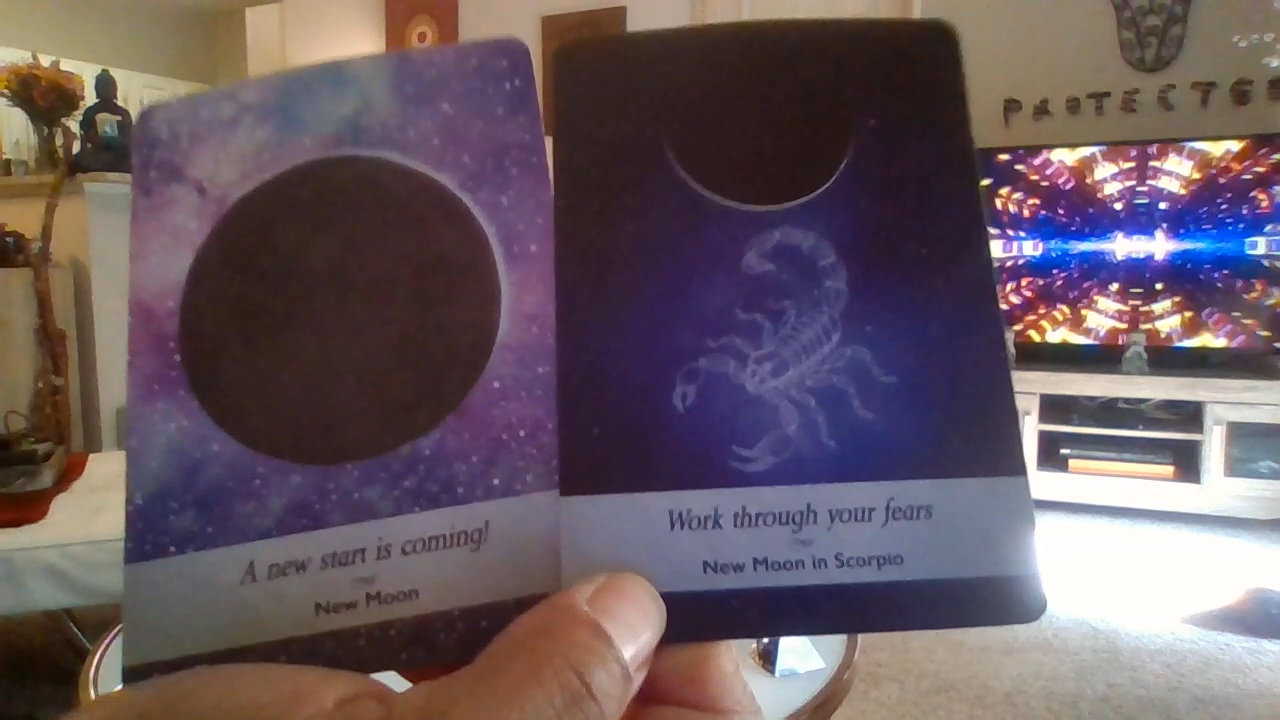 A new start is coming!
New Moon
Work through your fears
New Moon in Scorpio
PROTECTED